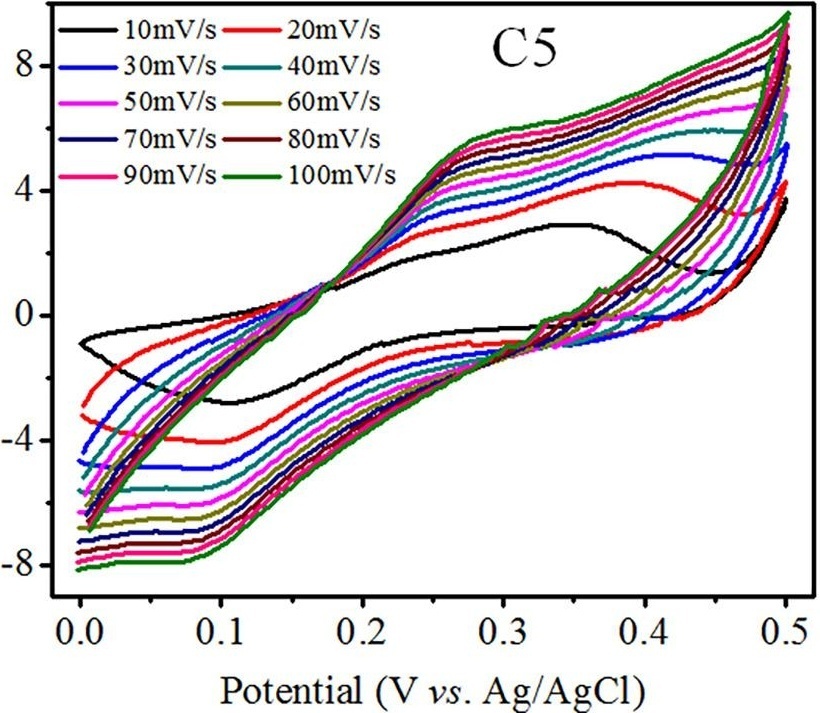 10mV/s 20mV/s
C5
30mV/s 40mV/s
50mV/s 60mV/s
70mV/s 80mV/s
90mV/s 100mV/s
8
4
0
-4
-8
0.0 0.1 0.2 0.3 0.4 0.5
Potential (V vs. Ag/AgCl)